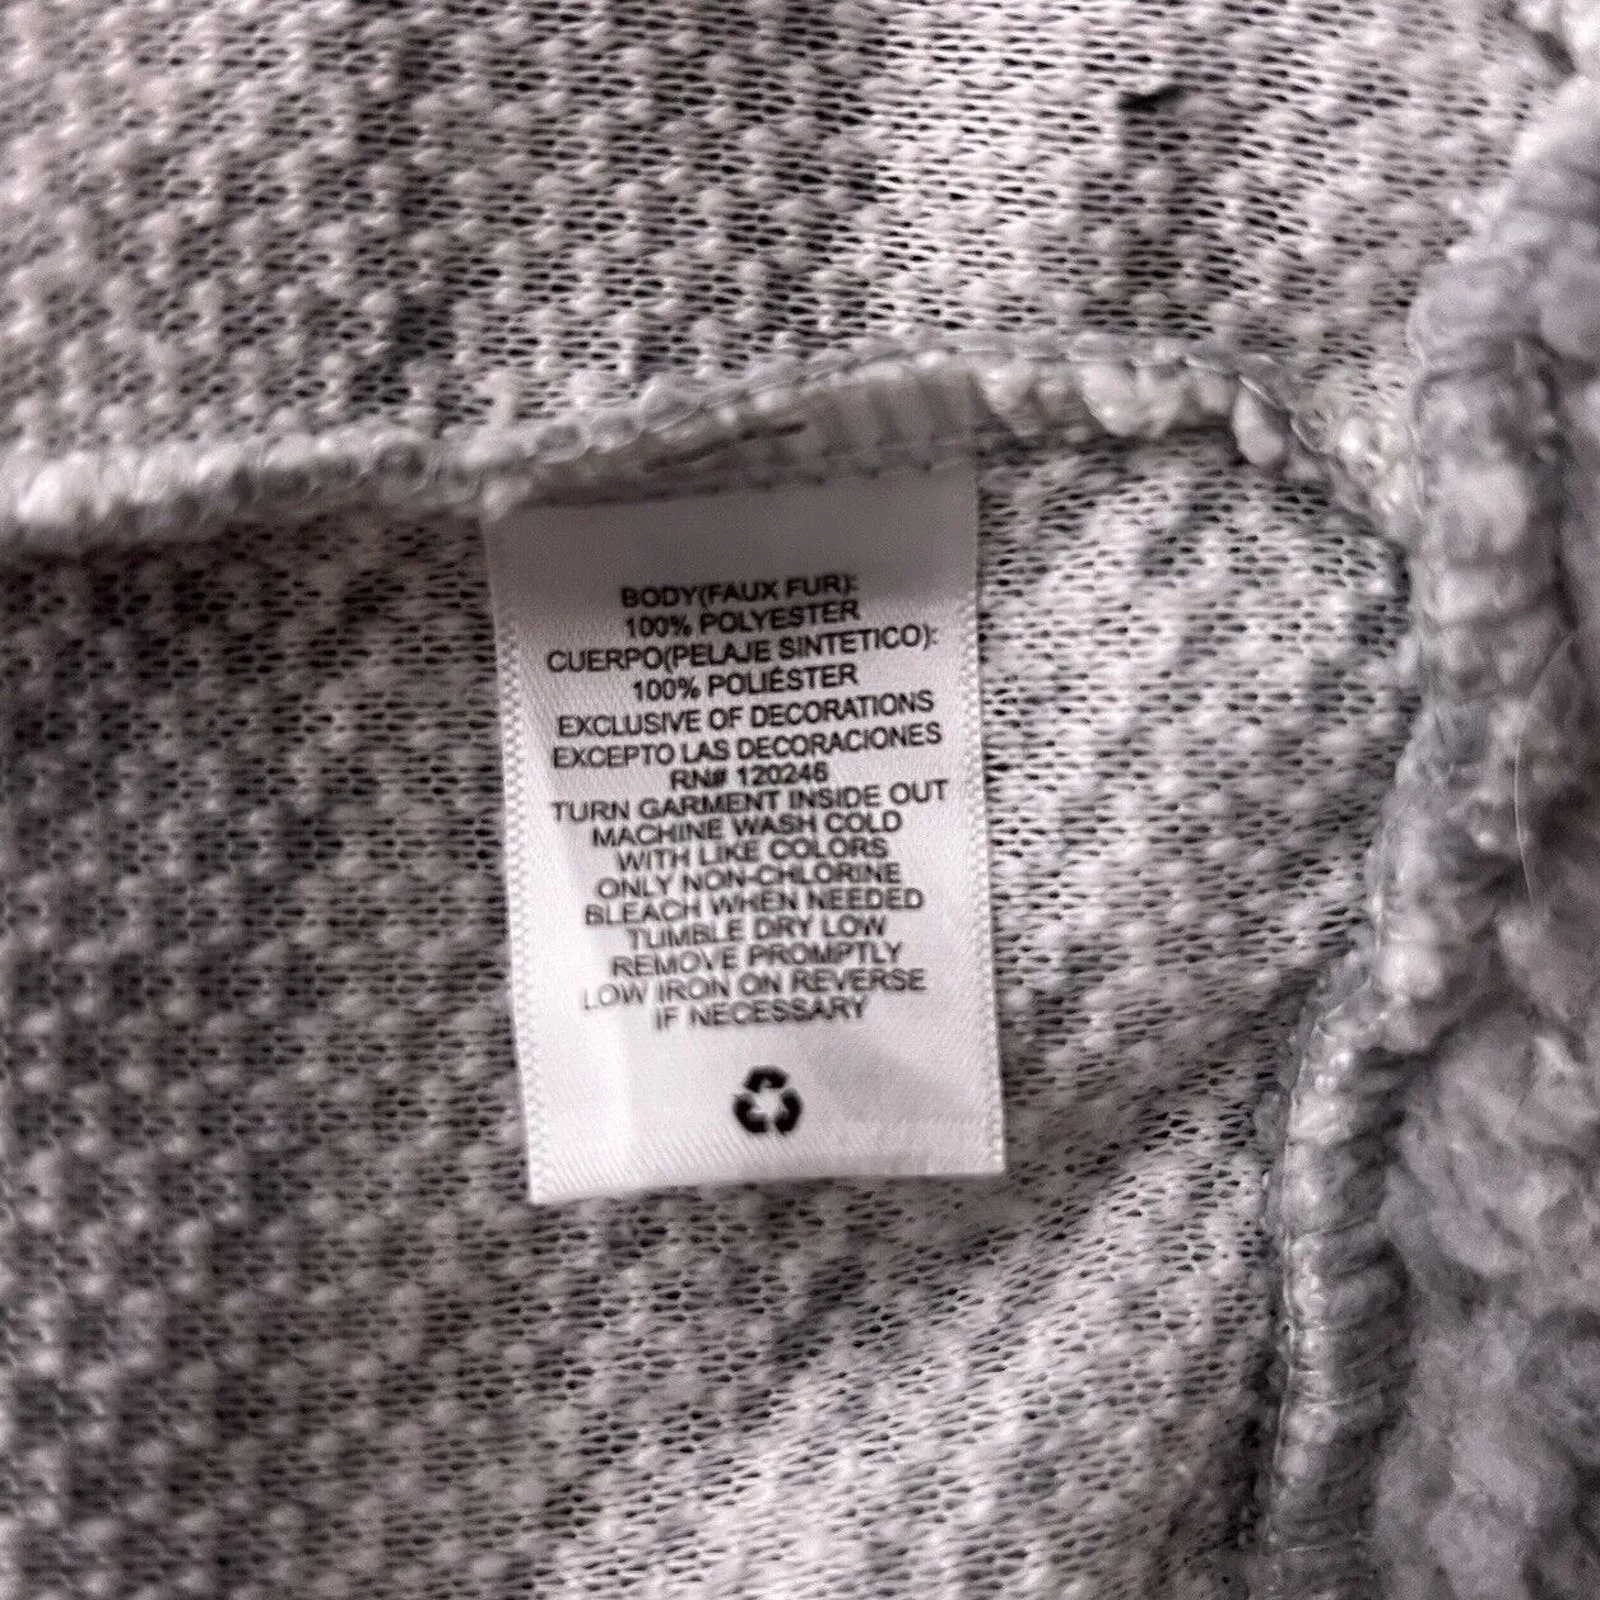 BODY(FAUX FUR):
100% POLYESTER
CUERPO(PELAJE SINTETICO):
100% POLIÉSTER
EXCLUSIVE OF DECORATIONS
EXCEPTO LAS DECORACIONES
RN# 120246
TURN GARMENT INSIDE OUT
MACHINE WASH COLD
WITH LIKE COLORS
ONLY NON-CHLORINE
BLEACH WHEN NEEDED
TUMBLE DRY LOW
REMOVE PROMPTLY
LOW IRON ON REVERSE
IF NECESSARY